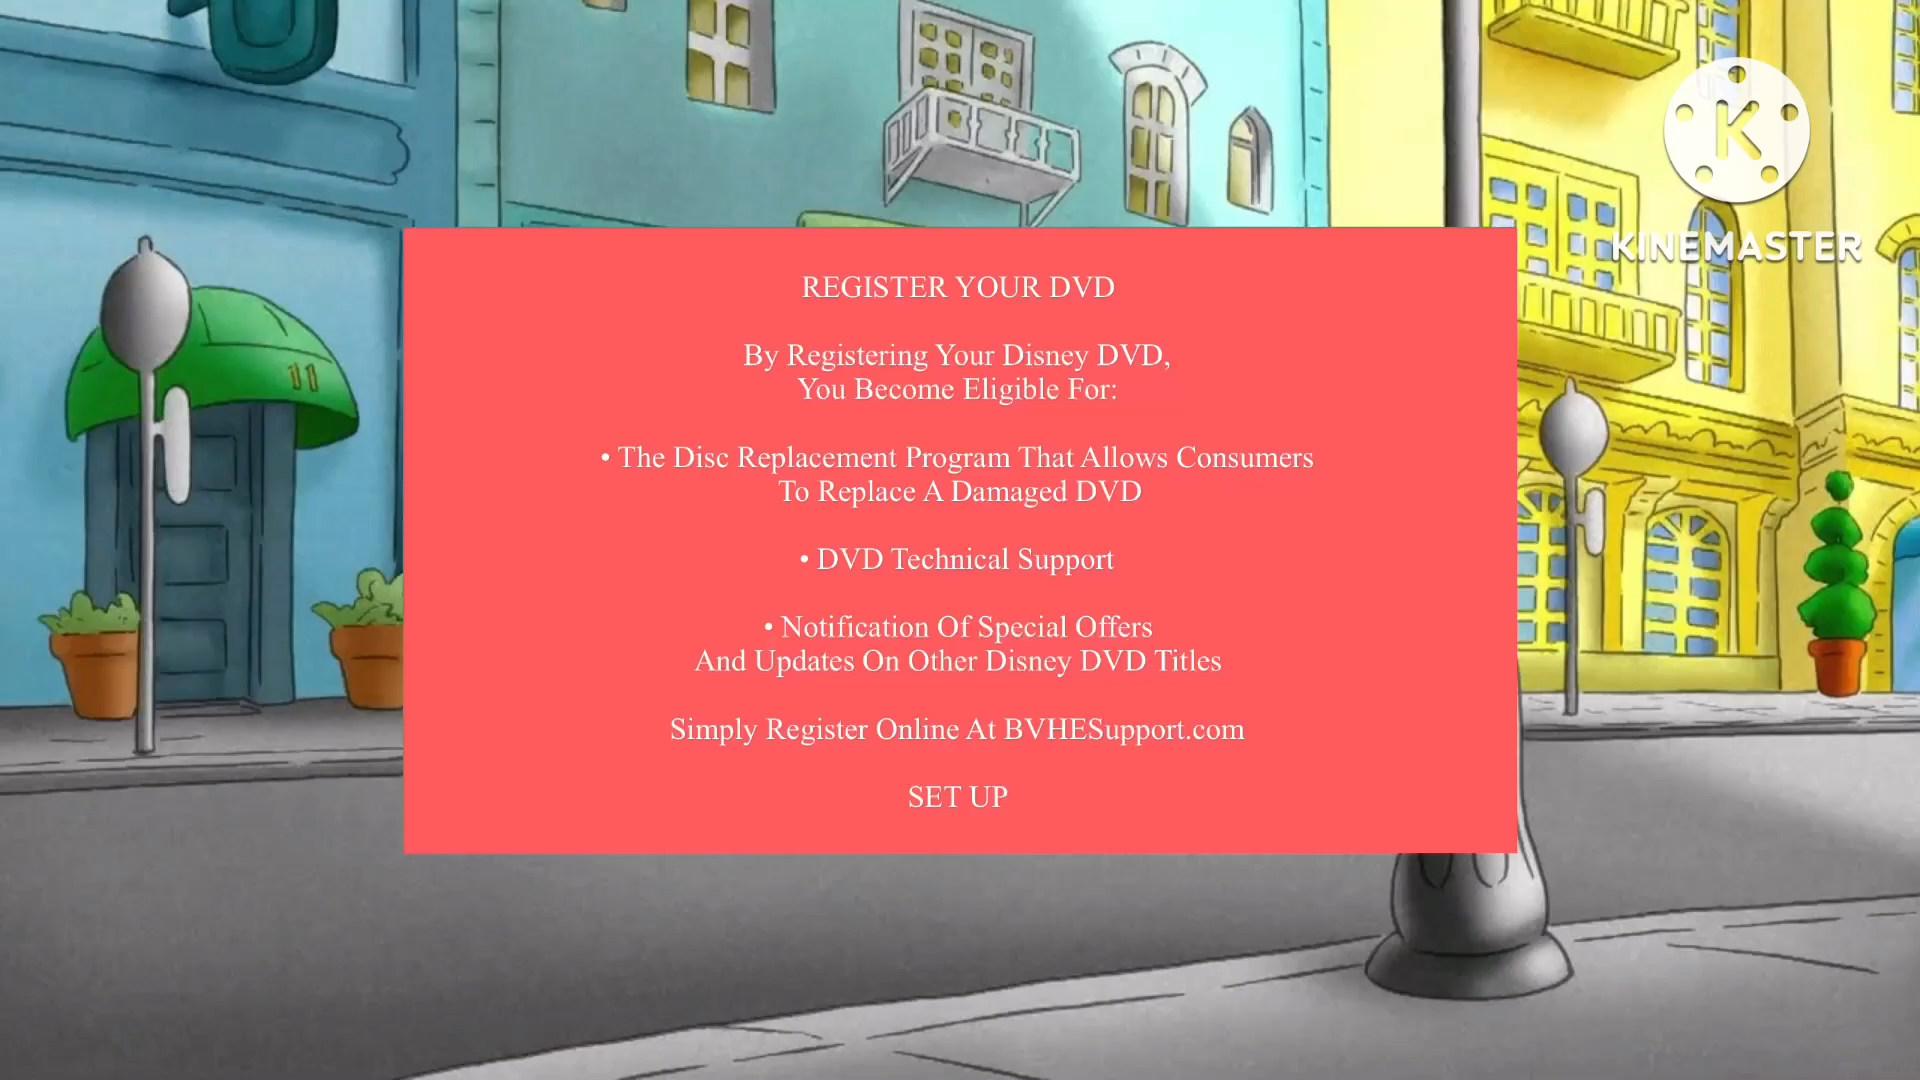 K
KINEMASTER
11
REGISTER YOUR DVD
By Registering Your Disney DVD,
You Become Eligible For:
• The Disc Replacement Program That Allows Consumers
To Replace A Damaged DVD
• DVD Technical Support
• Notification Of Special Offers
And Updates On Other Disney DVD Titles
Simply Register Online At BVHESupport.com
SET UP